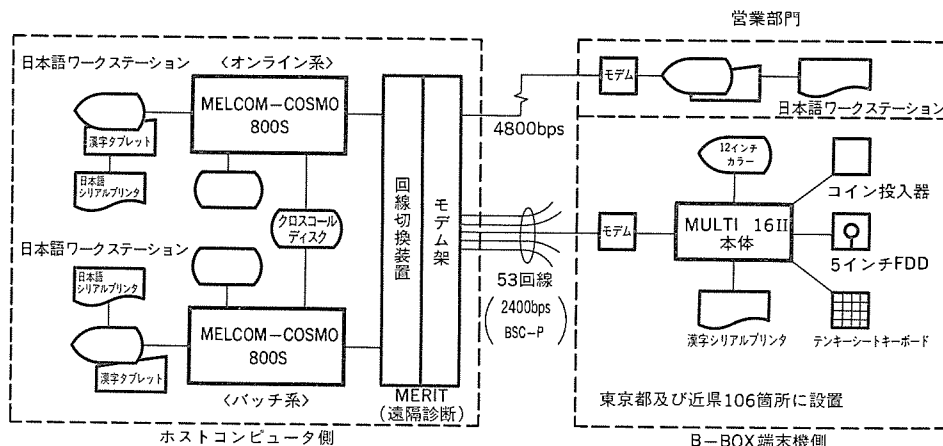 営業部門
日本語ワークステーション
〈オンライン系〉
MELCOM-COSMO
800S
漢字タブレット
日本語
シリアルプリンタ
クロスコール
ディスク
回線切換装置
モデム架
4800bps
モデム
日本語ワークステーション
12インチ
カラー
コイン投入器
モデム
MULTI 16II
本体
5インチFDD
53回線
(2400bps
BSC-P)
漢字シリアルプリンタ
テンキーシートキーボード
日本語ワークステーション
日本語
シリアルプリンタ
MELCOM-COSMO
800S
漢字タブレット
〈バッチ系〉
MERIT
(遠隔診断)
東京都及び近県106箇所に設置
ホストコンピュータ側
B-BOX端末機側